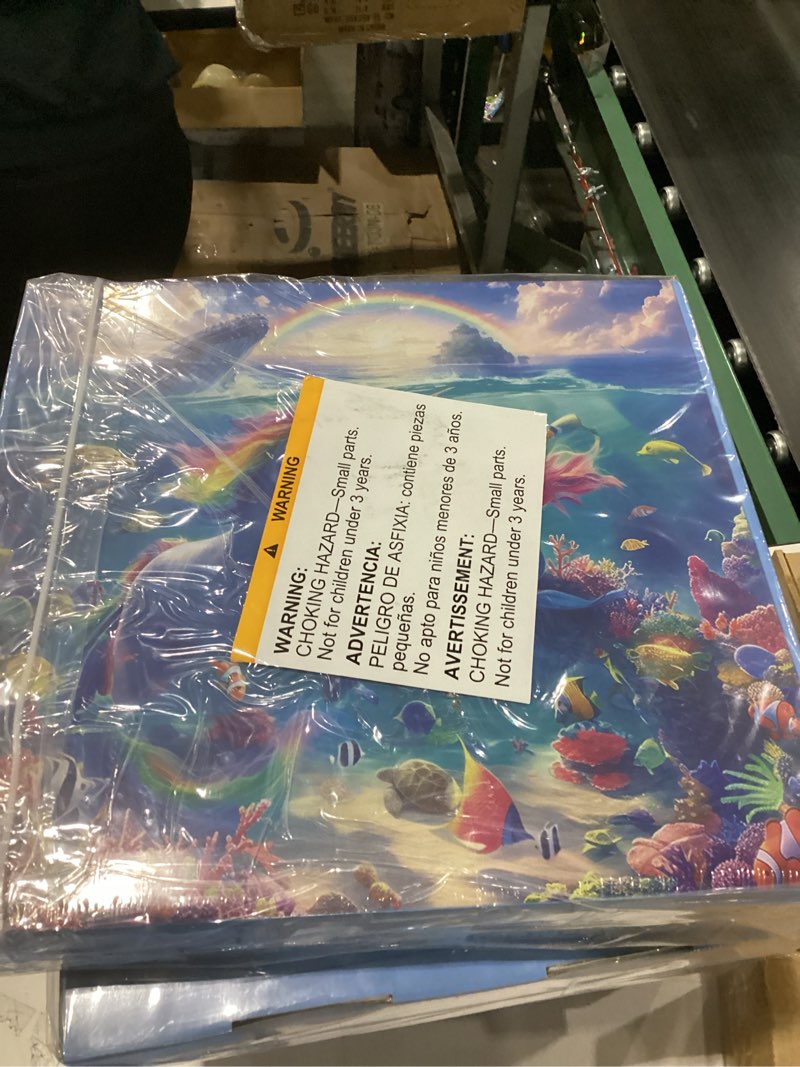 WARNING
WARNING:
CHOKING HAZARD—Small parts.
Not for children under 3 years.
ADVERTENCIA:
PELIGRO DE ASFIXIA: contiene piezas
pequeñas.
No apto para niños menores de 3 años.
AVERTISSEMENT:
CHOKING HAZARD—Small parts.
Not for children under 3 years.